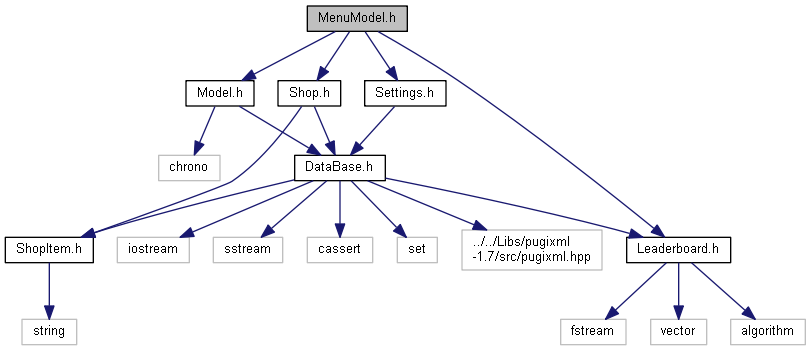 MenuModel.h
Model.h
Shop.h
Settings.h
chrono
DataBase.h
ShopItem.h
iostream
sstream
cassert
set
../../Libs/pugixml
-1.7/src/pugixml.hpp
Leaderboard.h
string
fstream
vector
algorithm